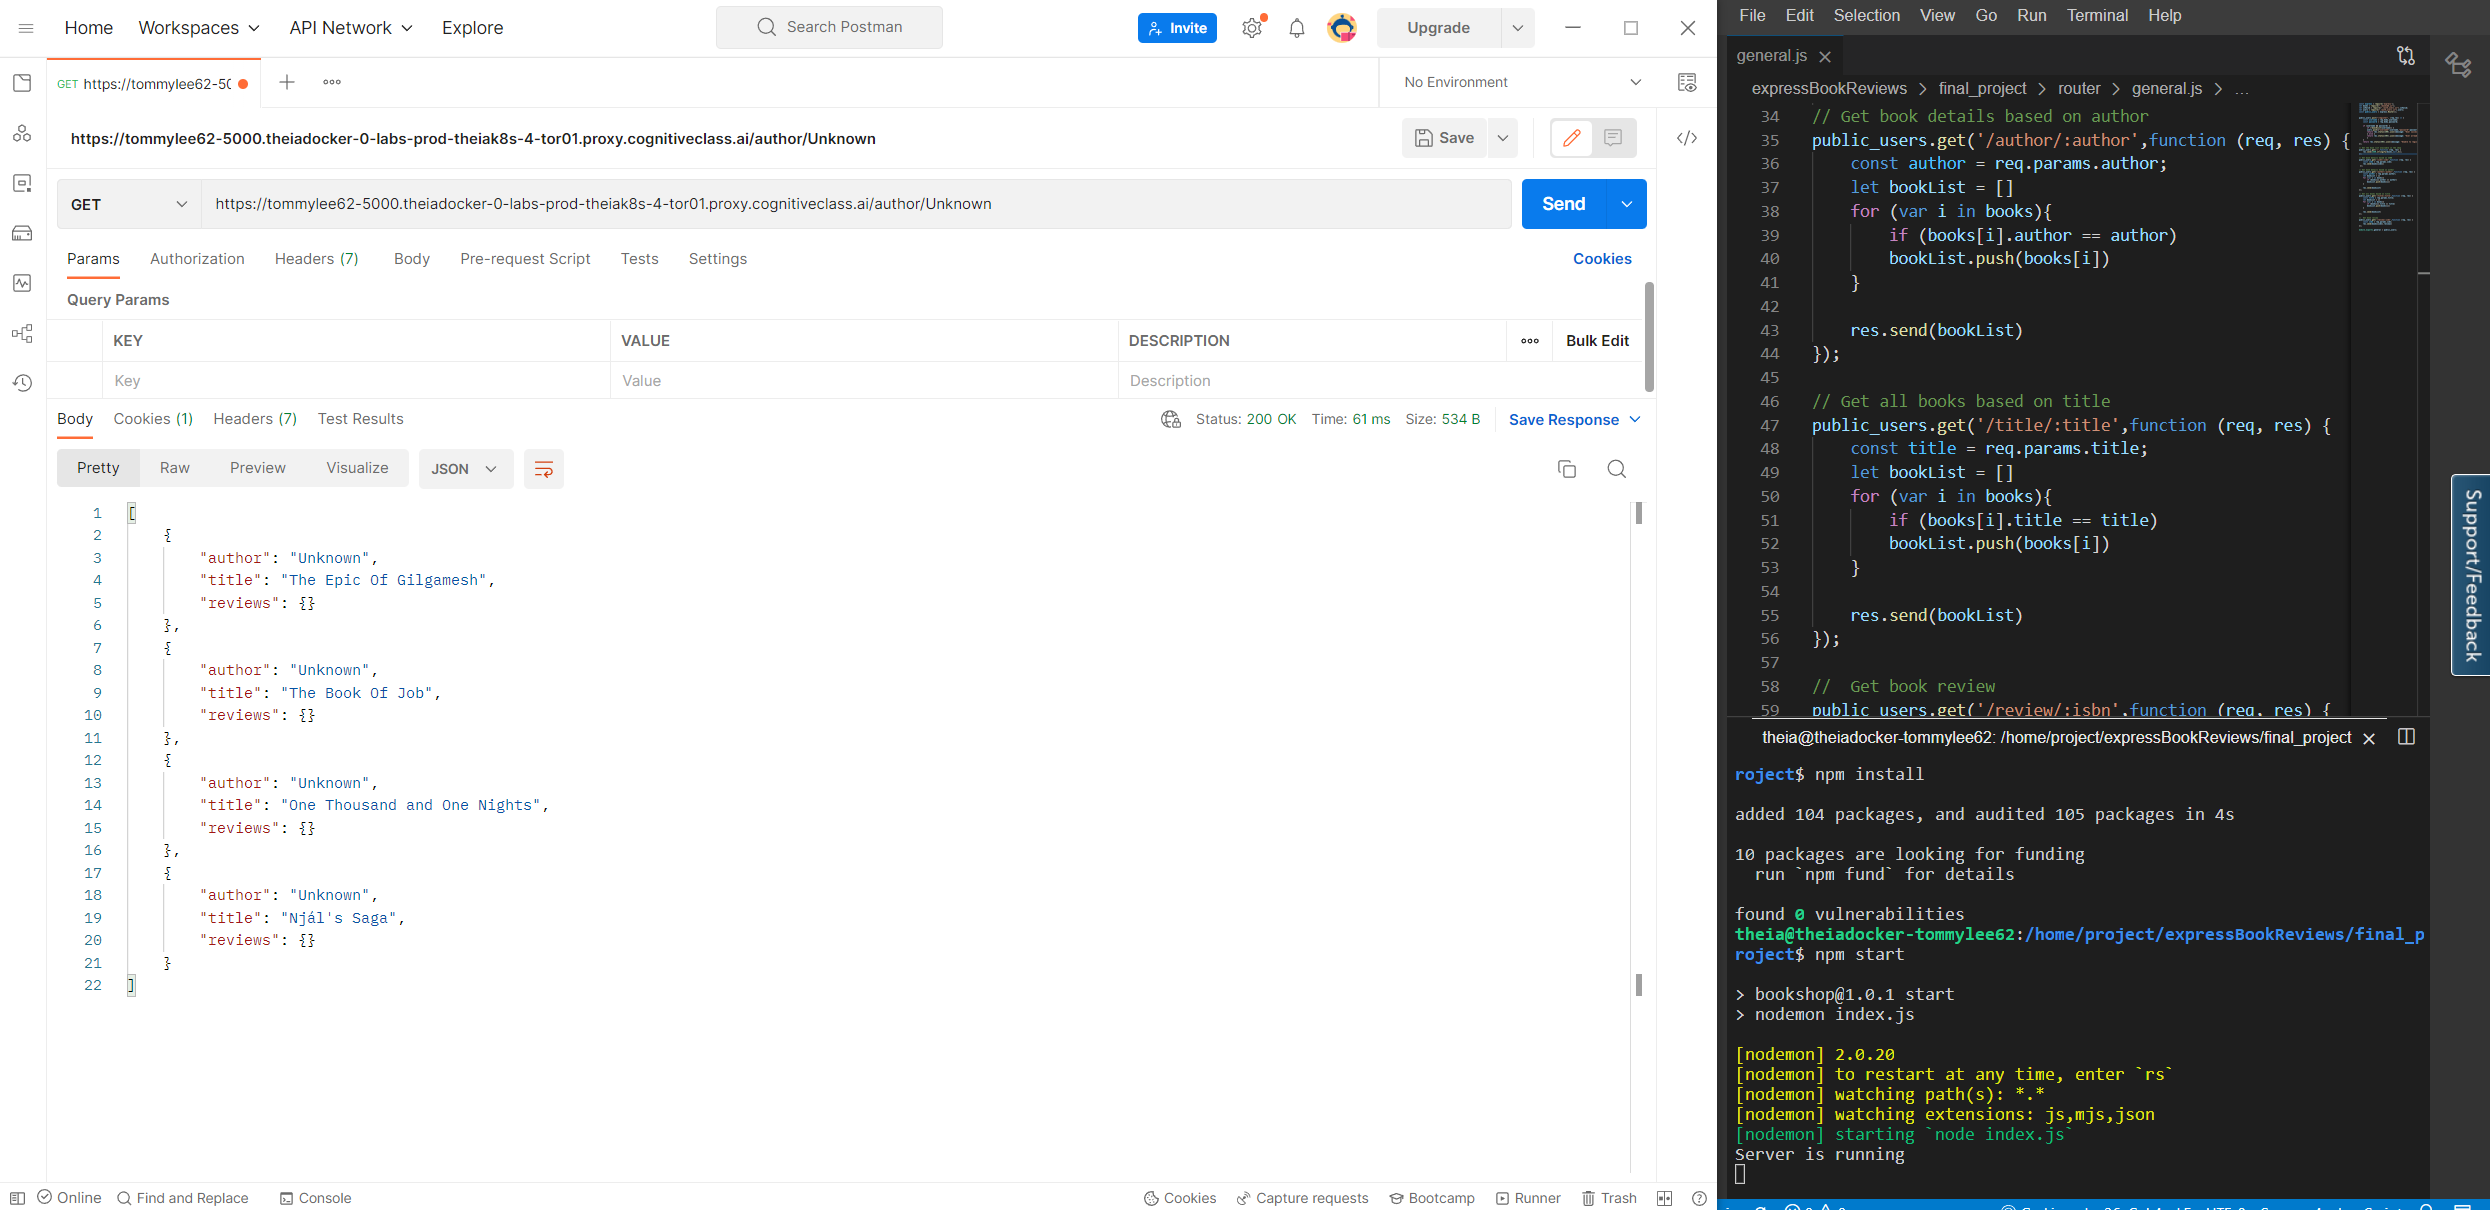 Home Workspaces API Network Explore
Search Postman
Invite
Upgrade
GET https://tommylee62-50
No Environment
https://tommylee62-5000.theiadocker-0-labs-prod-theiak8s-4-tor01.proxy.cognitiveclass.ai/author/Unknown
Save
GET https://tommylee62-5000.theiadocker-0-labs-prod-theiak8s-4-tor01.proxy.cognitiveclass.ai/author/Unknown
Send
Params Authorization Headers (7) Body Pre-request Script Tests Settings Cookies
Query Params
KEY VALUE DESCRIPTION Bulk Edit
Key Value Description
Body Cookies (1) Headers (7) Test Results Status: 200 OK Time: 61 ms Size: 534 B Save Response
Pretty Raw Preview Visualize JSON
1 [
2 {
3 "author": "Unknown",
4 "title": "The Epic Of Gilgamesh",
5 "reviews": {}
6 },
7 {
8 "author": "Unknown",
9 "title": "The Book Of Job",
10 "reviews": {}
11 },
12 {
13 "author": "Unknown",
14 "title": "One Thousand and One Nights",
15 "reviews": {}
16 },
17 {
18 "author": "Unknown",
19 "title": "Njál's Saga",
20 "reviews": {}
21 }
22 ]
Online Find and Replace Console Cookies Capture requests Bootcamp Runner Trash
File Edit Selection View Go Run Terminal Help
general.js
expressBookReviews > final_project > router > general.js > ...
34 // Get book details based on author
35 public_users.get('/author/:author',function (req, res) {
36 const author = req.params.author;
37 let bookList = []
38 for (var i in books){
39 if (books[i].author == author)
40 bookList.push(books[i])
41 }
42
43 res.send(bookList)
44 });
45
46 // Get all books based on title
47 public_users.get('/title/:title',function (req, res) {
48 const title = req.params.title;
49 let bookList = []
50 for (var i in books){
51 if (books[i].title == title)
52 bookList.push(books[i])
53 }
54
55 res.send(bookList)
56 });
57
58 // Get book review
59 public_users.get('/review/:isbn',function (req, res) {
Support/Feedback
theia@theiadocker-tommylee62: /home/project/expressBookReviews/final_project
roject$ npm install
added 104 packages, and audited 105 packages in 4s
10 packages are looking for funding
run `npm fund` for details
found 0 vulnerabilities
theia@theiadocker-tommylee62:/home/project/expressBookReviews/final_p
roject$ npm start
> bookshop@1.0.1 start
> nodemon index.js
[nodemon] 2.0.20
[nodemon] to restart at any time, enter `rs`
[nodemon] watching path(s): *.*
[nodemon] watching extensions: js,mjs,json
[nodemon] starting `node index.js`
Server is running